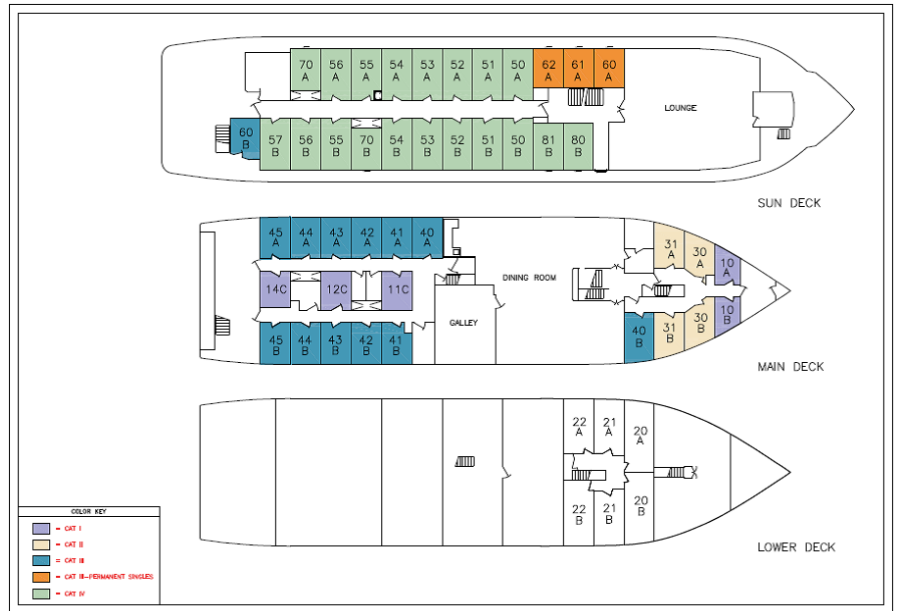 70 A 56 A 55 A 54 A 53 A 52 A 51 A 50 A 62 A 61 A 60 A
LOUNGE
60 B 57 B 56 B 55 B 70 B 54 B 53 B 52 B 51 B 50 B 81 B 80 B
SUN DECK
45 A 44 A 43 A 42 A 41 A 40 A 31 A 30 A 10 A
14C 12C 11C DINING ROOM
GALLEY
45 B 44 B 43 B 42 B 41 B 40 B 31 B 30 B 10 B
MAIN DECK
22 A 21 A 20 A
22 B 21 B 20 B
LOWER DECK
COLOR KEY
= CAT I
= CAT II
= CAT III
= CAT III-PERMANENT SINGLES
= CAT IV